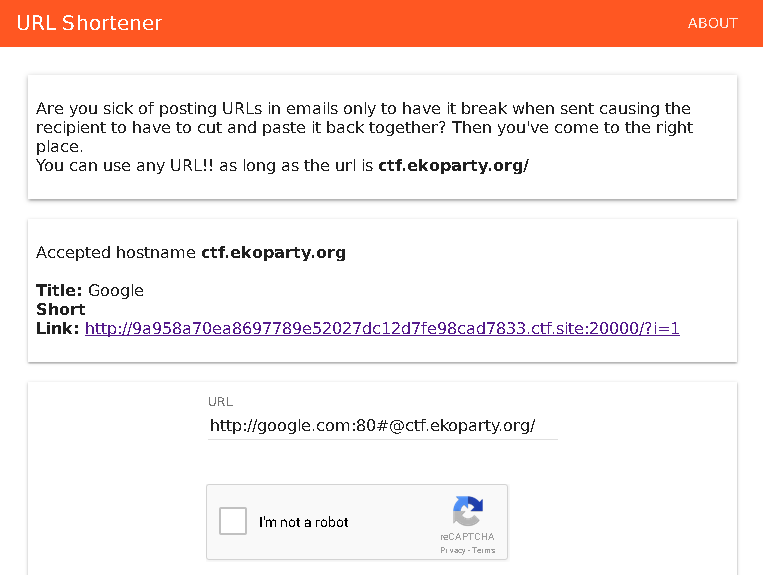 URL Shortener
ABOUT
Are you sick of posting URLs in emails only to have it break when sent causing the
recipient to have to cut and paste it back together? Then you've come to the right
place.
You can use any URL!! as long as the url is ctf.ekoparty.org/
Accepted hostname ctf.ekoparty.org
Title: Google
Short
Link: http://9a958a70ea8697789e52027dc12d7fe98cad7833.ctf.site:20000/?i=1
URL
http://google.com:80#@ctf.ekoparty.org/
I'm not a robot
reCAPTCHA
Privacy - Terms